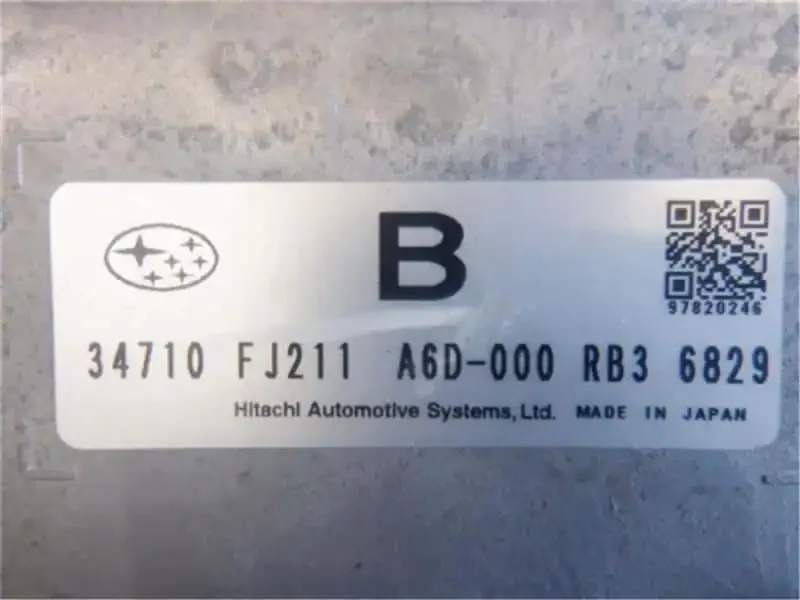 B
97820246
34710 FJ211 A6D-000 RB3 6829
Hitachi Automotive Systems, Ltd. MADE IN JAPAN